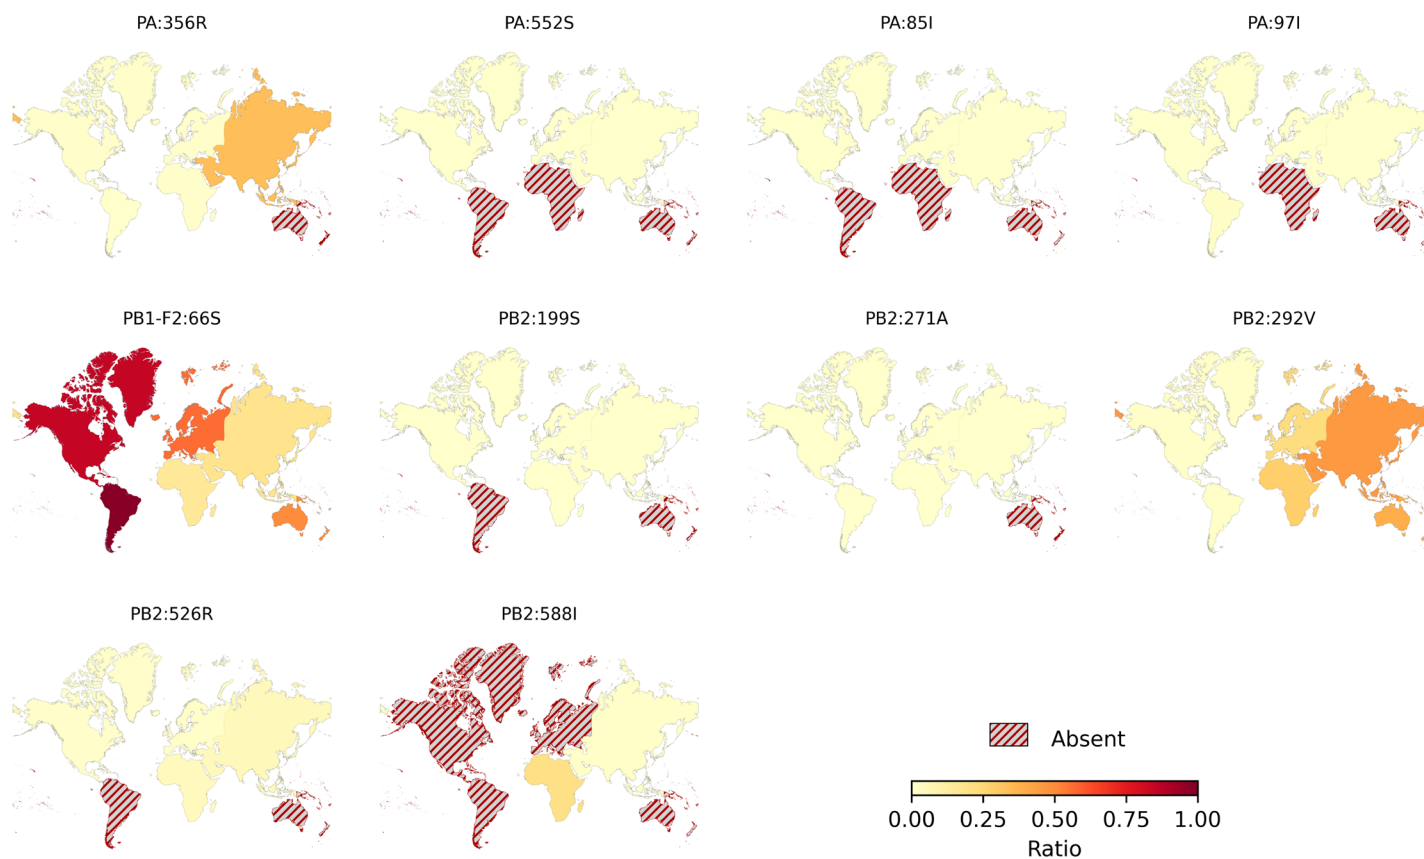 PA:356R
PA:552S
PA:85I
PA:97I
PB1-F2:66S
PB2:199S
PB2:271A
PB2:292V
PB2:526R
PB2:588I
Absent
0.00 0.25 0.50 0.75 1.00
Ratio